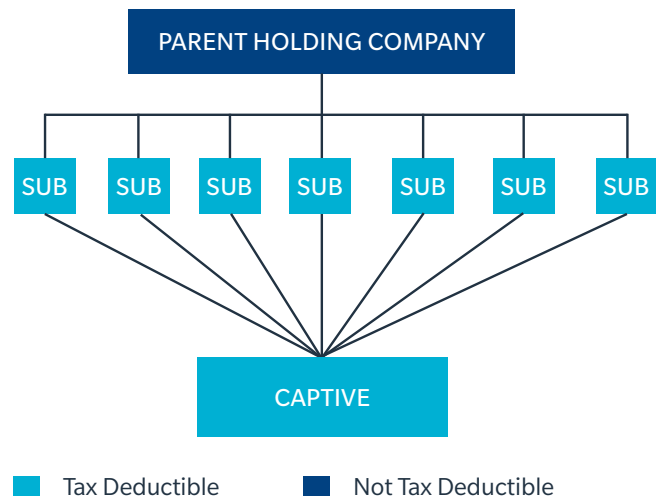 PARENT HOLDING COMPANY
SUB SUB SUB SUB SUB SUB SUB
CAPTIVE
Tax Deductible Not Tax Deductible